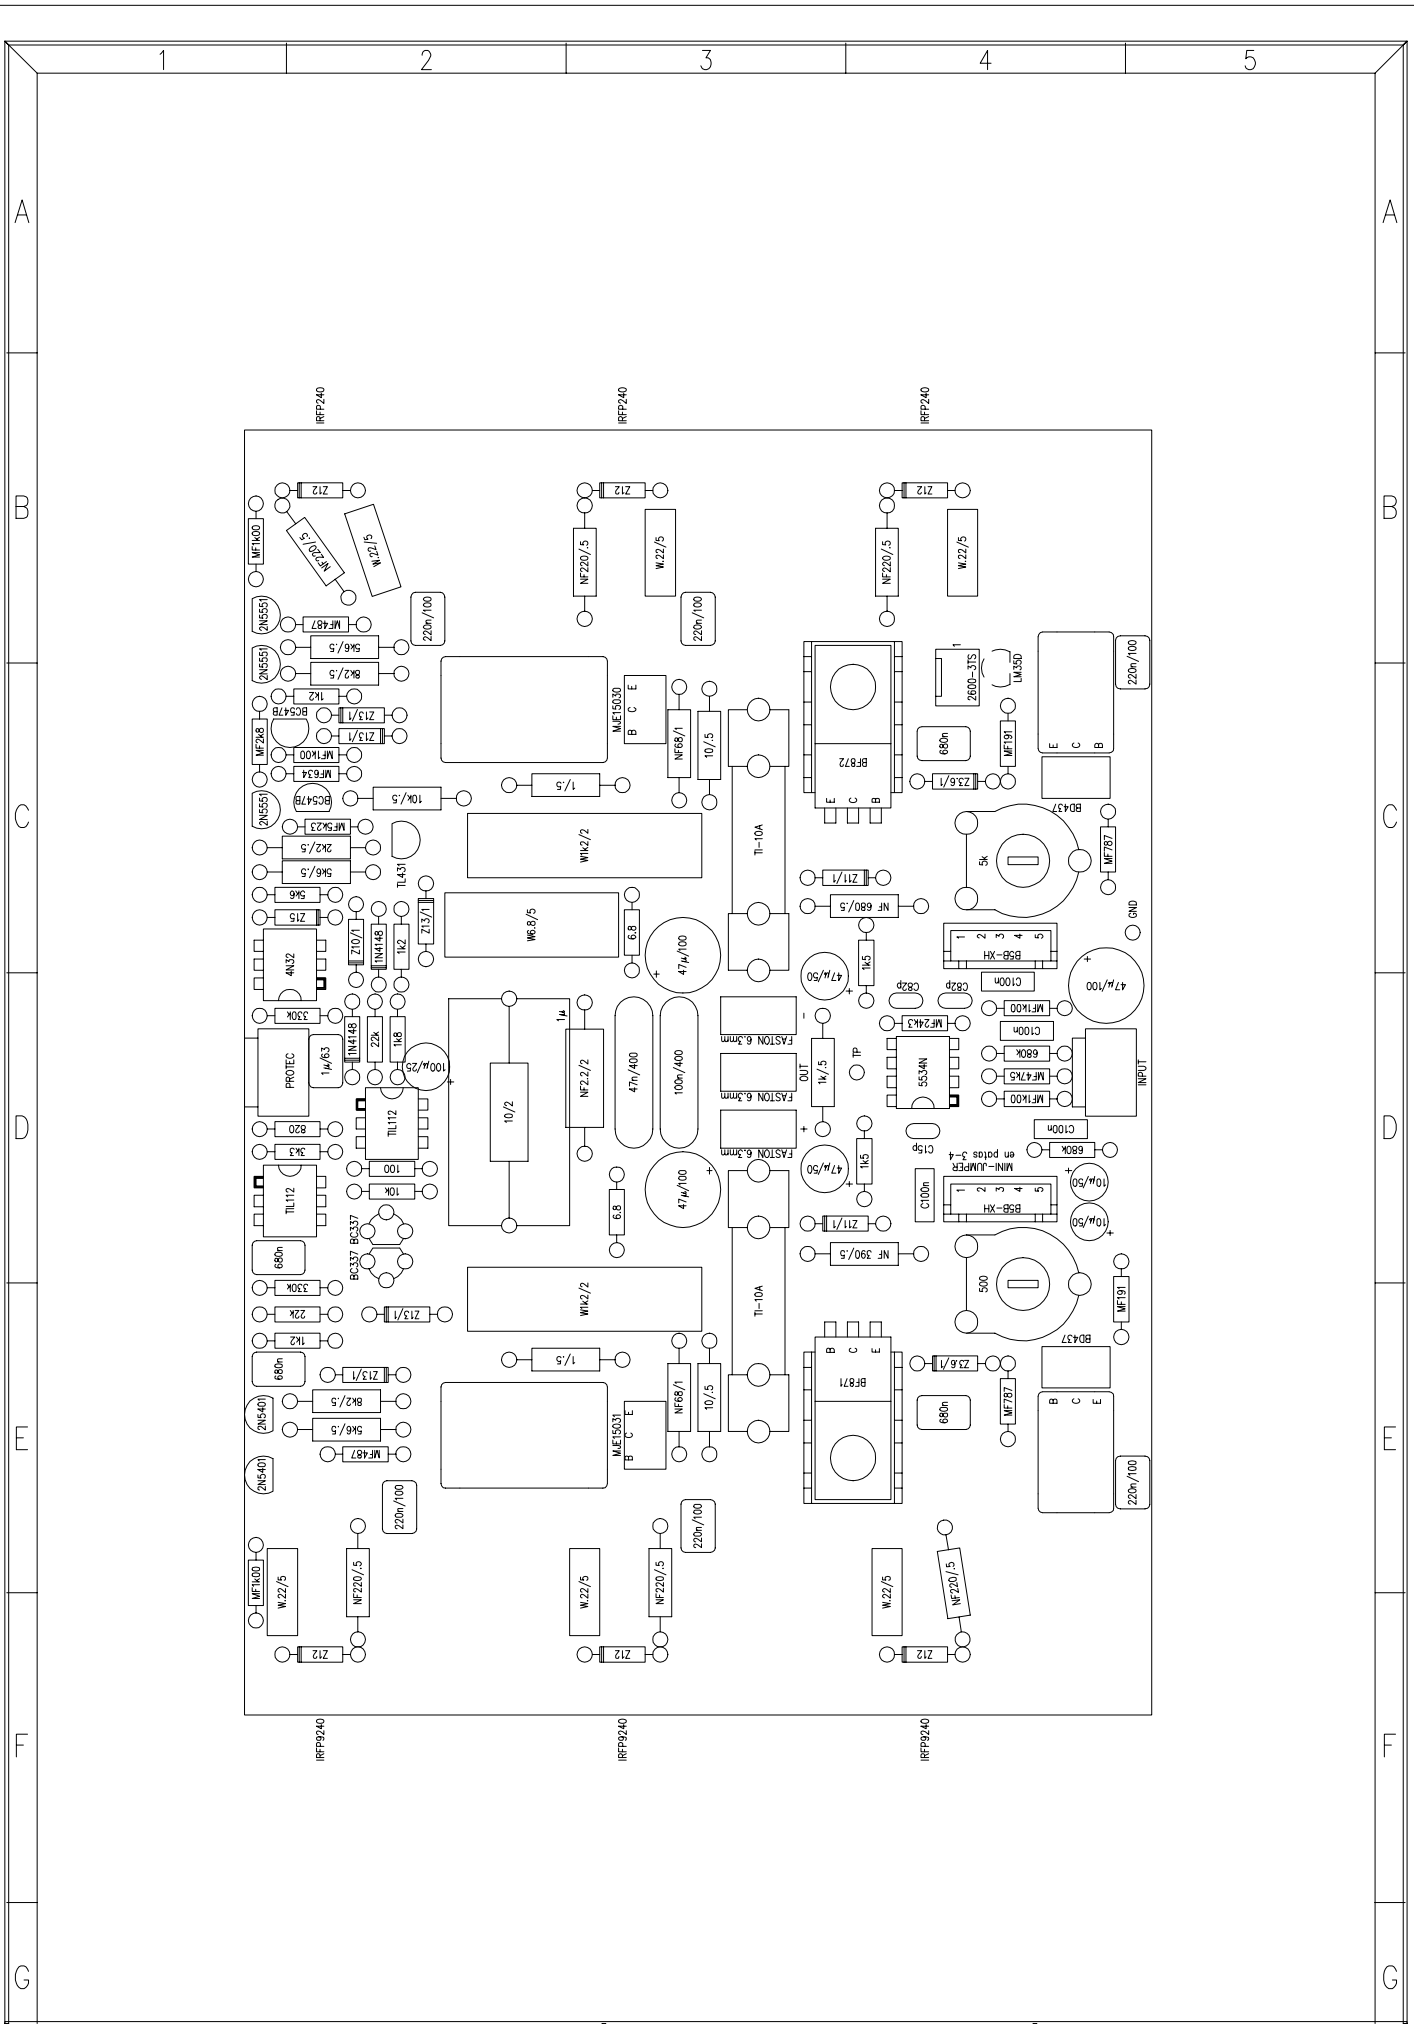 1 2 3 4 5
A A
IRFP240 IRFP240 IRFP240
B B
Z12 Z12 Z12
MF1k00 NF220/.5 W.22/5 NF220/.5 W.22/5 NF220/.5 W.22/5
2N5551
220n/100 220n/100
MF487
5k6/.5
2N5551
8k2/.5
1
2600-3TS
LM35D
220n/100
1k2
BC547B
Z13/1
MF2k8
Z13/1
MF1k00
MF634
MJE15030
B C E
NF68/1
10/.5
BF872
E C B
680n
MF191
E
C
B
1/.5
Z3.6/1
BD437
C C
2N5551
BC547B
10k/.5
MF5k23
2k2/.5
TL431
W1k2/2
TI-10A
5k
MF787
5k6/.5
Z11/1
5k6
NF 680/.5
Z15
Z10/1
1N4148
1k2
Z13/1
W6.8/5
6.8
47µ/100
+
1k5
1 2 3 4 5
B5B-XH
GND
4N32
47µ/50
+
C82p
C82p
C100n
47µ/100
+
330k
1N4148
22k
1k8
1µ
FASTON 6.3mm
-
MF24k3
MF1k00
C100n
PROTEC
1µ/63
100µ/25
+
10/2
NF2.2/2
47n/400
100n/400
FASTON 6.3mm
OUT
1k/.5
TP
5534N
680k
MF47k5
MF1k00
INPUT
D D
TIL112
820
3k3
100
10k
FASTON 6.3mm
+
C15p
C100n
680k
MINI-JUMPER
en patas 3-4
TIL112
6.8
47µ/100
+
47µ/50
+
1k5
C100n
1 2 3 4 5
B5B-XH
10µ/50
+
10µ/50
+
BC337
BC337
680n
Z11/1
NF 390/.5
330k
22k
1k2
Z13/1
W1k2/2
TI-10A
500
MF191
BD437
680n
Z13/1
1/.5
B C E
BF871
Z3.6/1
MF787
8k2/.5
2N5401
5k6/.5
MF487
MJE15031
B C E
NF68/1
10/.5
680n
B
C
E
E E
2N5401
220n/100 220n/100 220n/100
MF1k00 W.22/5 NF220/.5 W.22/5 NF220/.5 W.22/5 NF220/.5
Z12 Z12 Z12
IRFP9240 IRFP9240 IRFP9240
F F
G G